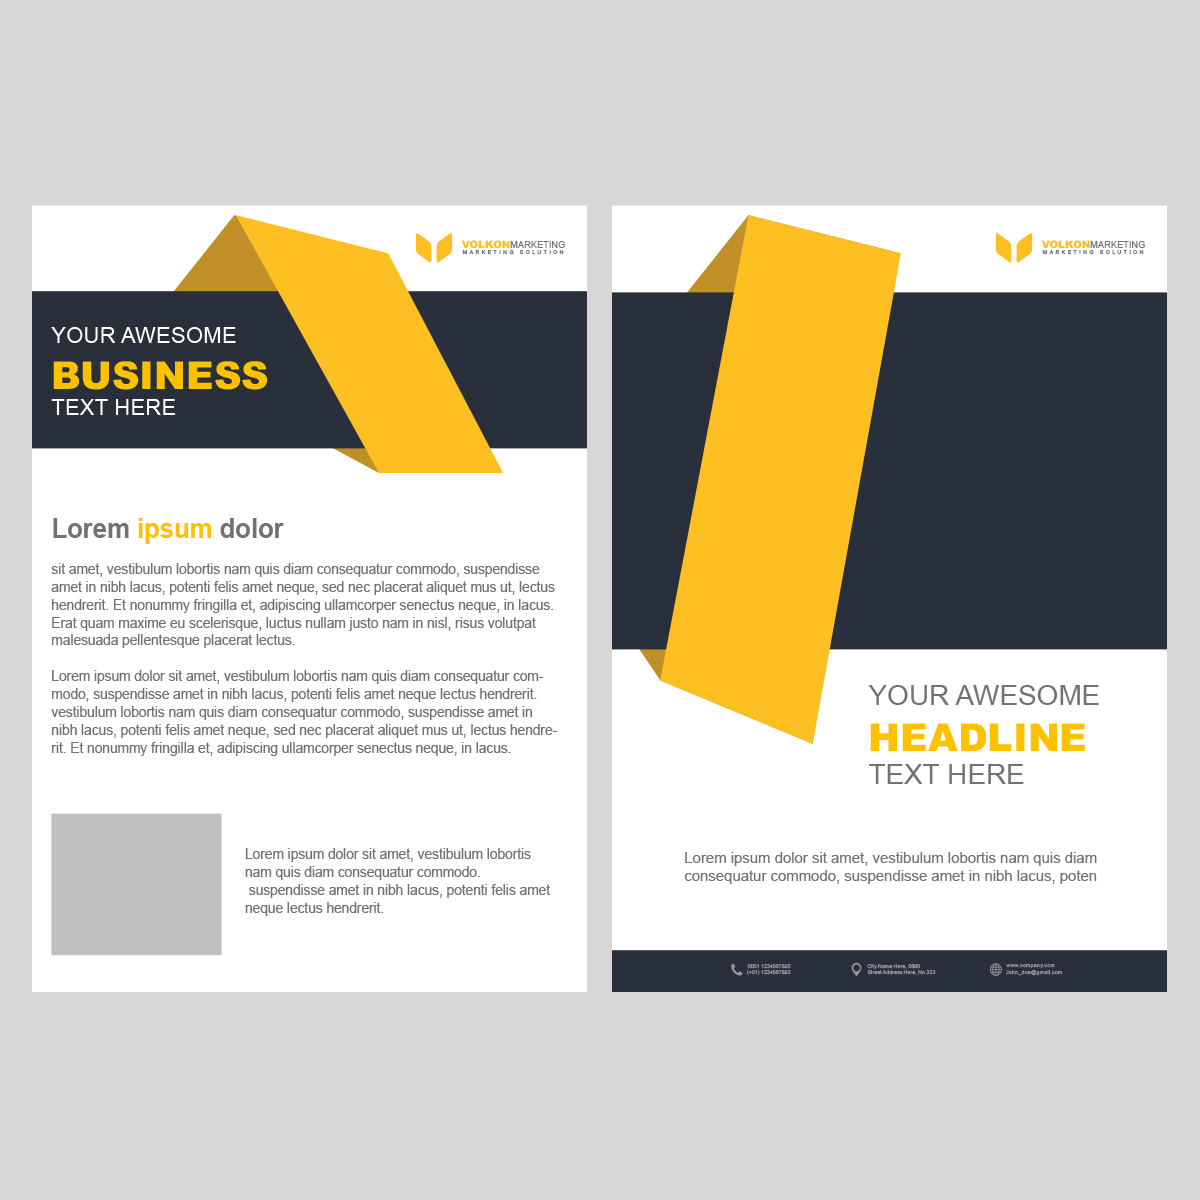 VOLKONMARKETING
MARKETING SOLUTION
YOUR AWESOME
BUSINESS
TEXT HERE
Lorem ipsum dolor
sit amet, vestibulum lobortis nam quis diam consequatur commodo, suspendisse
amet in nibh lacus, potenti felis amet neque, sed nec placerat aliquet mus ut, lectus
hendrerit. Et nonummy fringilla et, adipiscing ullamcorper senectus neque, in lacus.
Erat quam maxime eu scelerisque, luctus nullam justo nam in nisl, risus volutpat
malesuada pellentesque placerat lectus.
Lorem ipsum dolor sit amet, vestibulum lobortis nam quis diam consequatur com-
modo, suspendisse amet in nibh lacus, potenti felis amet neque lectus hendrerit.
vestibulum lobortis nam quis diam consequatur commodo, suspendisse amet in
nibh lacus, potenti felis amet neque, sed nec placerat aliquet mus ut, lectus hendre-
rit. Et nonummy fringilla et, adipiscing ullamcorper senectus neque, in lacus.
Lorem ipsum dolor sit amet, vestibulum lobortis
nam quis diam consequatur commodo.
suspendisse amet in nibh lacus, potenti felis amet
neque lectus hendrerit.
VOLKONMARKETING
MARKETING SOLUTION
YOUR AWESOME
HEADLINE
TEXT HERE
Lorem ipsum dolor sit amet, vestibulum lobortis nam quis diam
consequatur commodo, suspendisse amet in nibh lacus, poten
0001 1234567890
(+01) 1234567890
City Name Here, 5690
Street Address Here, No 323
www.company.com
John_doe@gmail.com